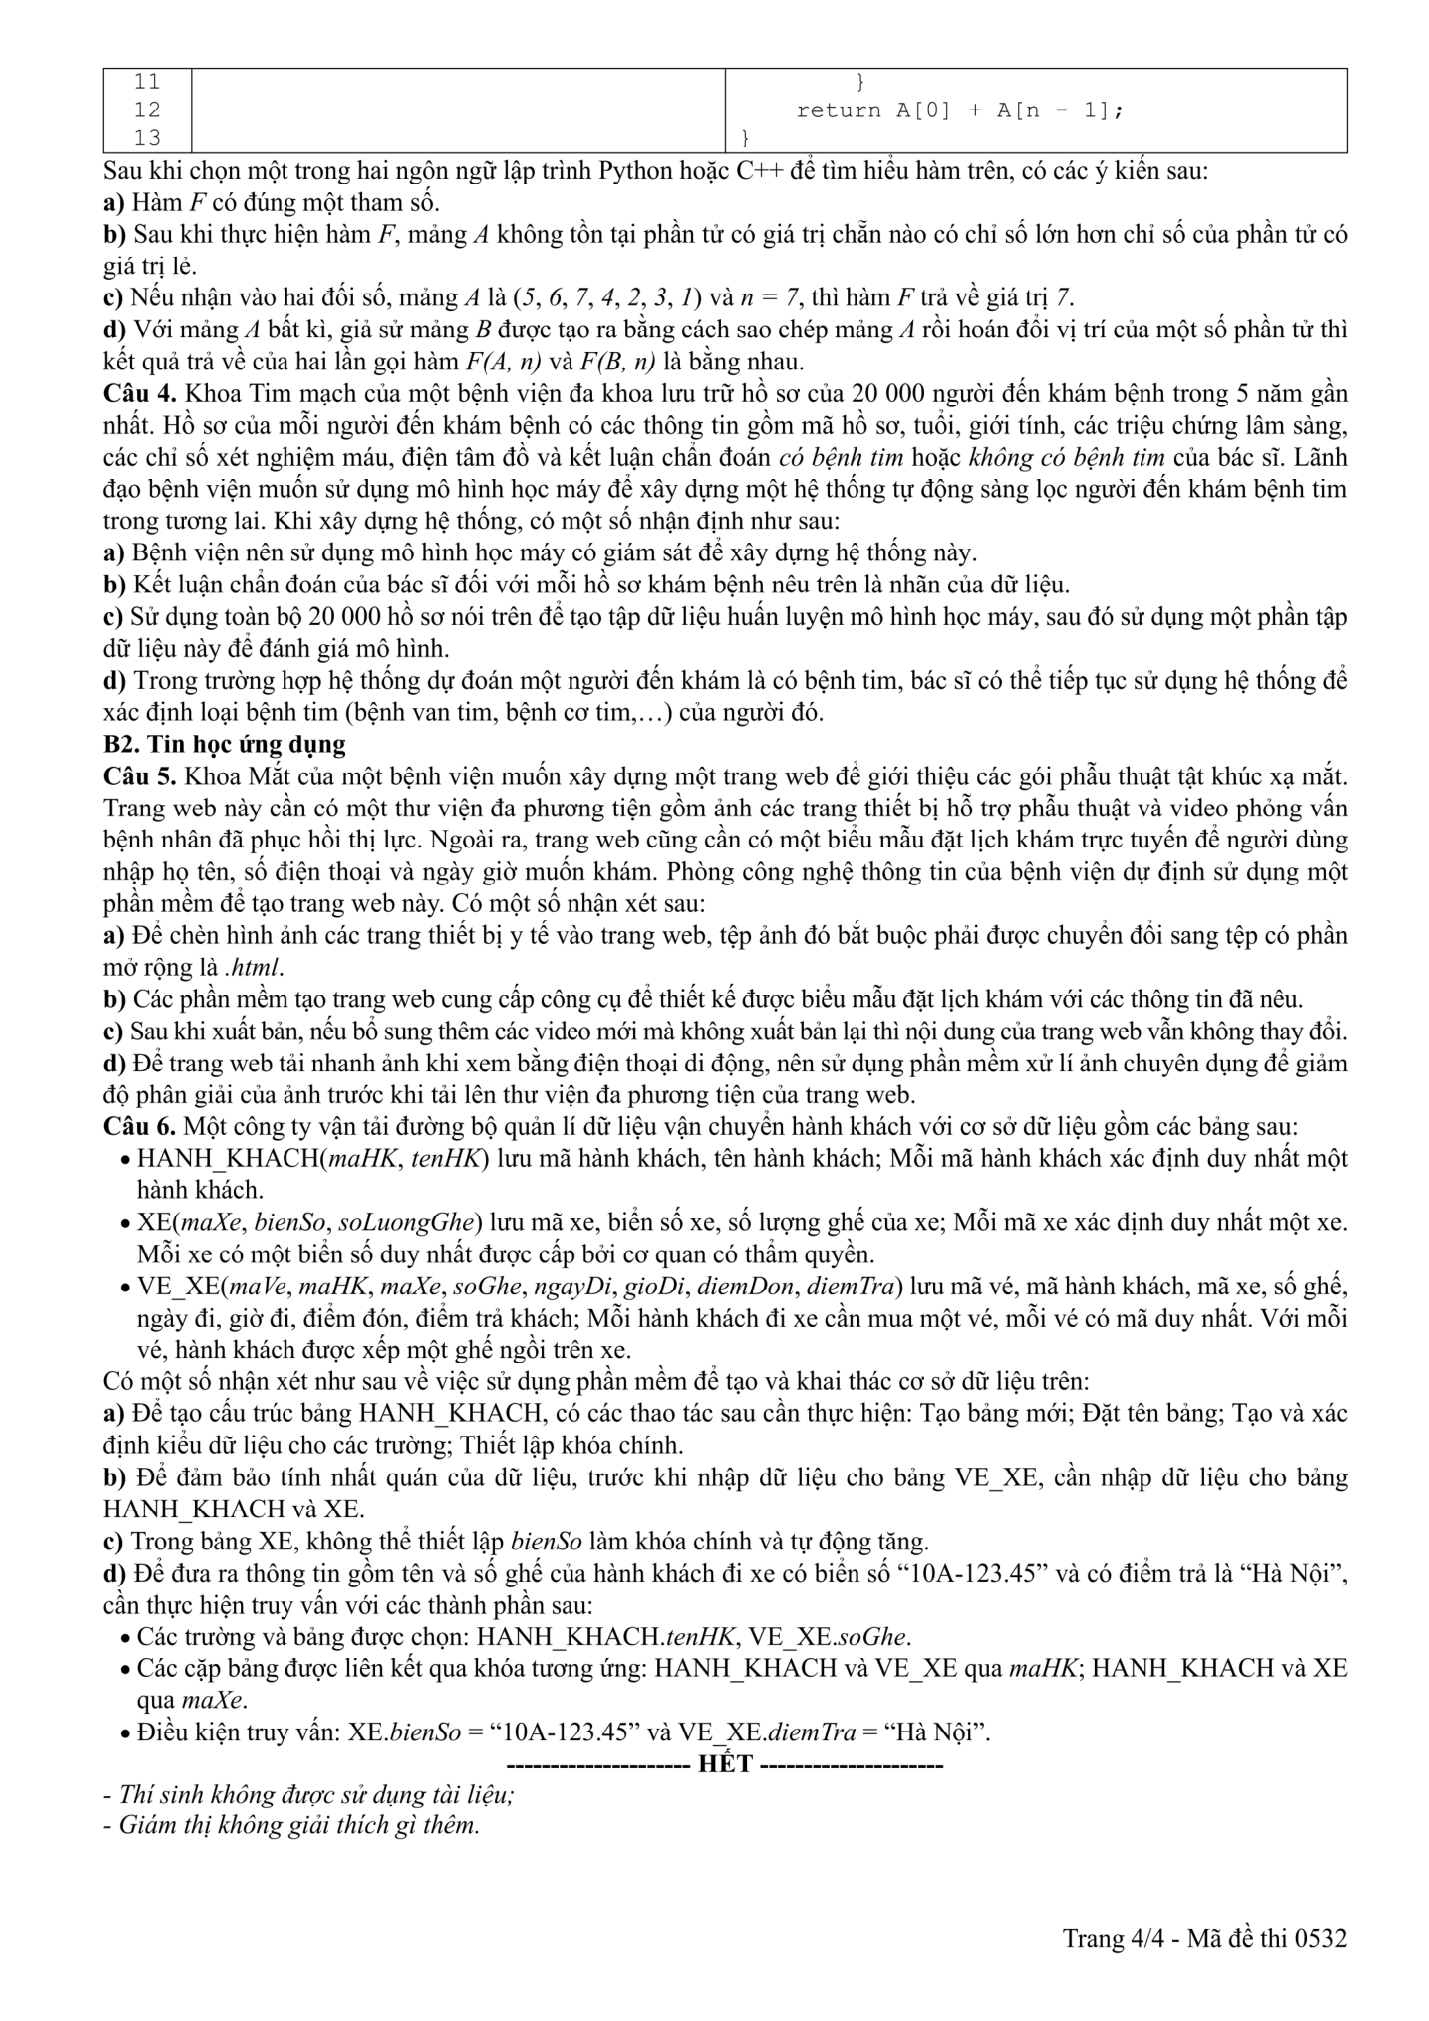 11 }
12 return A[0] + A[n - 1];
13 }
Sau khi chọn một trong hai ngôn ngữ lập trình Python hoặc C++ để tìm hiểu hàm trên, có các ý kiến sau:
a) Hàm F có đúng một tham số.
b) Sau khi thực hiện hàm F, mảng A không tồn tại phần tử có giá trị chẵn nào có chỉ số lớn hơn chỉ số của phần tử có
giá trị lẻ.
c) Nếu nhận vào hai đối số, mảng A là (5, 6, 7, 4, 2, 3, 1) và n = 7, thì hàm F trả về giá trị 7.
d) Với mảng A bất kì, giả sử mảng B được tạo ra bằng cách sao chép mảng A rồi hoán đổi vị trí của một số phần tử thì
kết quả trả về của hai lần gọi hàm F(A, n) và F(B, n) là bằng nhau.
Câu 4. Khoa Tim mạch của một bệnh viện đa khoa lưu trữ hồ sơ của 20 000 người đến khám bệnh trong 5 năm gần
nhất. Hồ sơ của mỗi người đến khám bệnh có các thông tin gồm mã hồ sơ, tuổi, giới tính, các triệu chứng lâm sàng,
các chỉ số xét nghiệm máu, điện tâm đồ và kết luận chẩn đoán có bệnh tim hoặc không có bệnh tim của bác sĩ. Lãnh
đạo bệnh viện muốn sử dụng mô hình học máy để xây dựng một hệ thống tự động sàng lọc người đến khám bệnh tim
trong tương lai. Khi xây dựng hệ thống, có một số nhận định như sau:
a) Bệnh viện nên sử dụng mô hình học máy có giám sát để xây dựng hệ thống này.
b) Kết luận chẩn đoán của bác sĩ đối với mỗi hồ sơ khám bệnh nêu trên là nhãn của dữ liệu.
c) Sử dụng toàn bộ 20 000 hồ sơ nói trên để tạo tập dữ liệu huấn luyện mô hình học máy, sau đó sử dụng một phần tập
dữ liệu này để đánh giá mô hình.
d) Trong trường hợp hệ thống dự đoán một người đến khám là có bệnh tim, bác sĩ có thể tiếp tục sử dụng hệ thống để
xác định loại bệnh tim (bệnh van tim, bệnh cơ tim,…) của người đó.
B2. Tin học ứng dụng
Câu 5. Khoa Mắt của một bệnh viện muốn xây dựng một trang web để giới thiệu các gói phẫu thuật tật khúc xạ mắt.
Trang web này cần có một thư viện đa phương tiện gồm ảnh các trang thiết bị hỗ trợ phẫu thuật và video phỏng vấn
bệnh nhân đã phục hồi thị lực. Ngoài ra, trang web cũng cần có một biểu mẫu đặt lịch khám trực tuyến để người dùng
nhập họ tên, số điện thoại và ngày giờ muốn khám. Phòng công nghệ thông tin của bệnh viện dự định sử dụng một
phần mềm để tạo trang web này. Có một số nhận xét sau:
a) Để chèn hình ảnh các trang thiết bị y tế vào trang web, tệp ảnh đó bắt buộc phải được chuyển đổi sang tệp có phần
mở rộng là .html.
b) Các phần mềm tạo trang web cung cấp công cụ để thiết kế được biểu mẫu đặt lịch khám với các thông tin đã nêu.
c) Sau khi xuất bản, nếu bổ sung thêm các video mới mà không xuất bản lại thì nội dung của trang web vẫn không thay đổi.
d) Để trang web tải nhanh ảnh khi xem bằng điện thoại di động, nên sử dụng phần mềm xử lí ảnh chuyên dụng để giảm
độ phân giải của ảnh trước khi tải lên thư viện đa phương tiện của trang web.
Câu 6. Một công ty vận tải đường bộ quản lí dữ liệu vận chuyển hành khách với cơ sở dữ liệu gồm các bảng sau:
• HANH_KHACH(maHK, tenHK) lưu mã hành khách, tên hành khách; Mỗi mã hành khách xác định duy nhất một
hành khách.
• XE(maXe, bienSo, soLuongGhe) lưu mã xe, biển số xe, số lượng ghế của xe; Mỗi mã xe xác định duy nhất một xe.
Mỗi xe có một biển số duy nhất được cấp bởi cơ quan có thẩm quyền.
• VE_XE(maVe, maHK, maXe, soGhe, ngayDi, gioDi, diemDon, diemTra) lưu mã vé, mã hành khách, mã xe, số ghế,
ngày đi, giờ đi, điểm đón, điểm trả khách; Mỗi hành khách đi xe cần mua một vé, mỗi vé có mã duy nhất. Với mỗi
vé, hành khách được xếp một ghế ngồi trên xe.
Có một số nhận xét như sau về việc sử dụng phần mềm để tạo và khai thác cơ sở dữ liệu trên:
a) Để tạo cấu trúc bảng HANH_KHACH, có các thao tác sau cần thực hiện: Tạo bảng mới; Đặt tên bảng; Tạo và xác
định kiểu dữ liệu cho các trường; Thiết lập khóa chính.
b) Để đảm bảo tính nhất quán của dữ liệu, trước khi nhập dữ liệu cho bảng VE_XE, cần nhập dữ liệu cho bảng
HANH_KHACH và XE.
c) Trong bảng XE, không thể thiết lập bienSo làm khóa chính và tự động tăng.
d) Để đưa ra thông tin gồm tên và số ghế của hành khách đi xe có biển số “10A-123.45” và có điểm trả là “Hà Nội”,
cần thực hiện truy vấn với các thành phần sau:
• Các trường và bảng được chọn: HANH_KHACH.tenHK, VE_XE.soGhe.
• Các cặp bảng được liên kết qua khóa tương ứng: HANH_KHACH và VE_XE qua maHK; HANH_KHACH và XE
qua maXe.
• Điều kiện truy vấn: XE.bienSo = “10A-123.45” và VE_XE.diemTra = “Hà Nội”.
--------------------- HẾT ---------------------
- Thí sinh không được sử dụng tài liệu;
- Giám thị không giải thích gì thêm.
Trang 4/4 - Mã đề thi 0532